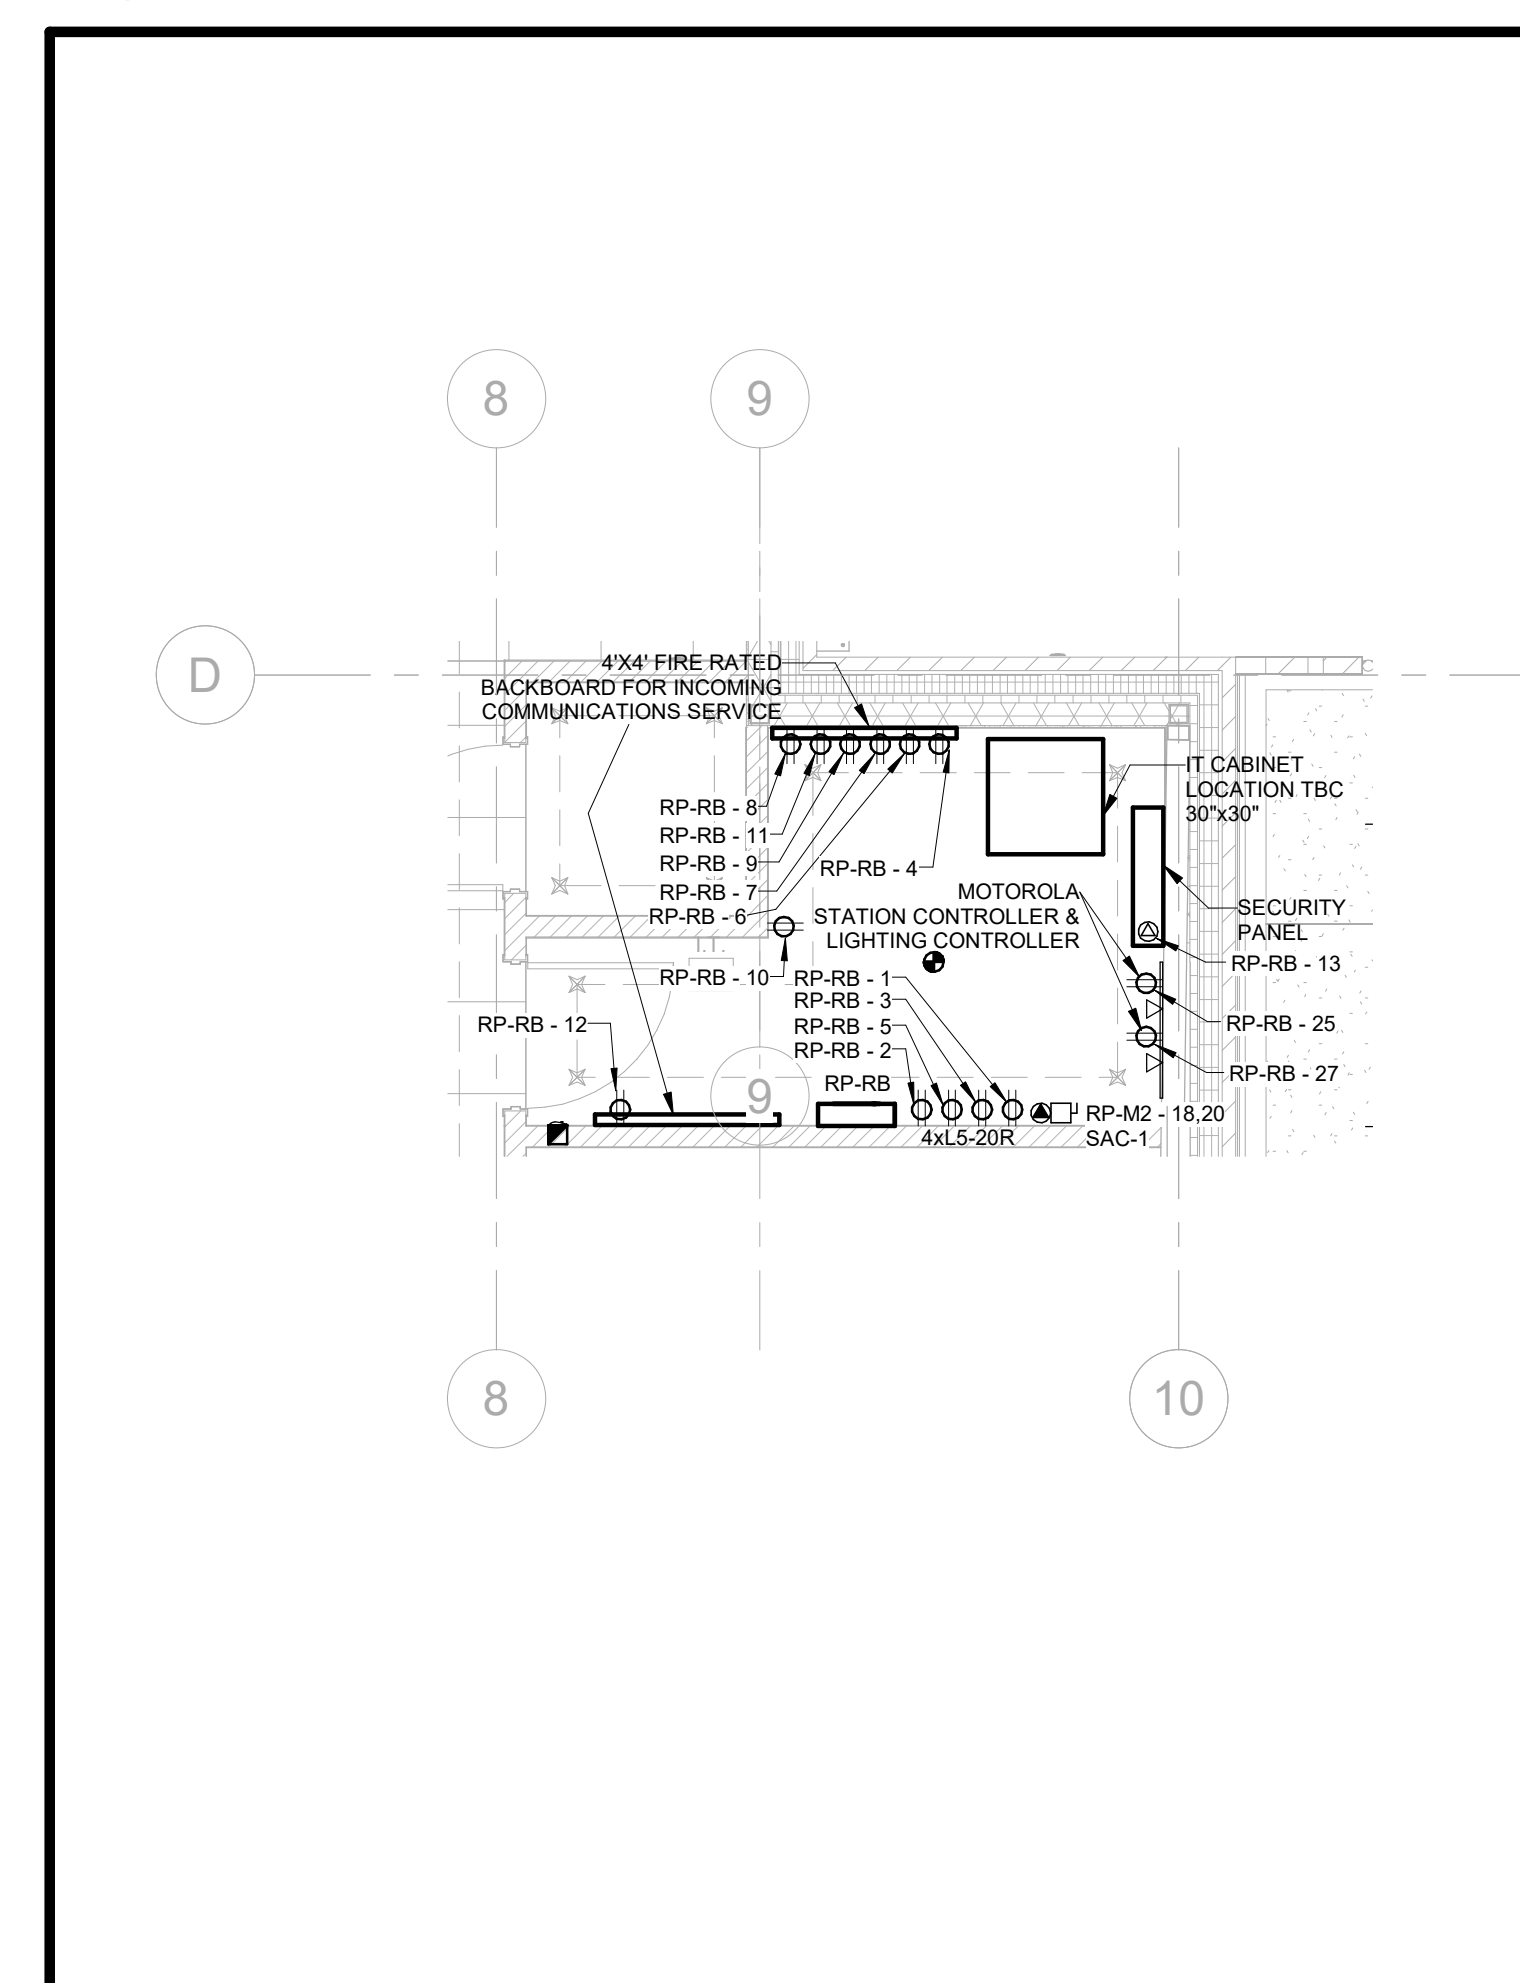 8
9
D
4'X4' FIRE RATED
BACKBOARD FOR INCOMING
COMMUNICATIONS SERVICE
IT CABINET
LOCATION TBC
30"x30"
RP-RB - 8
RP-RB - 11
RP-RB - 9
RP-RB - 7
RP-RB - 6
RP-RB - 4
MOTOROLA
STATION CONTROLLER &
LIGHTING CONTROLLER
SECURITY
PANEL
RP-RB - 13
RP-RB - 10
RP-RB - 1
RP-RB - 3
RP-RB - 5
RP-RB - 2
RP-RB - 12
RP-RB - 25
RP-RB - 27
RP-RB
9
4xL5-20R
RP-M2 - 18,20
SAC-1
8
10